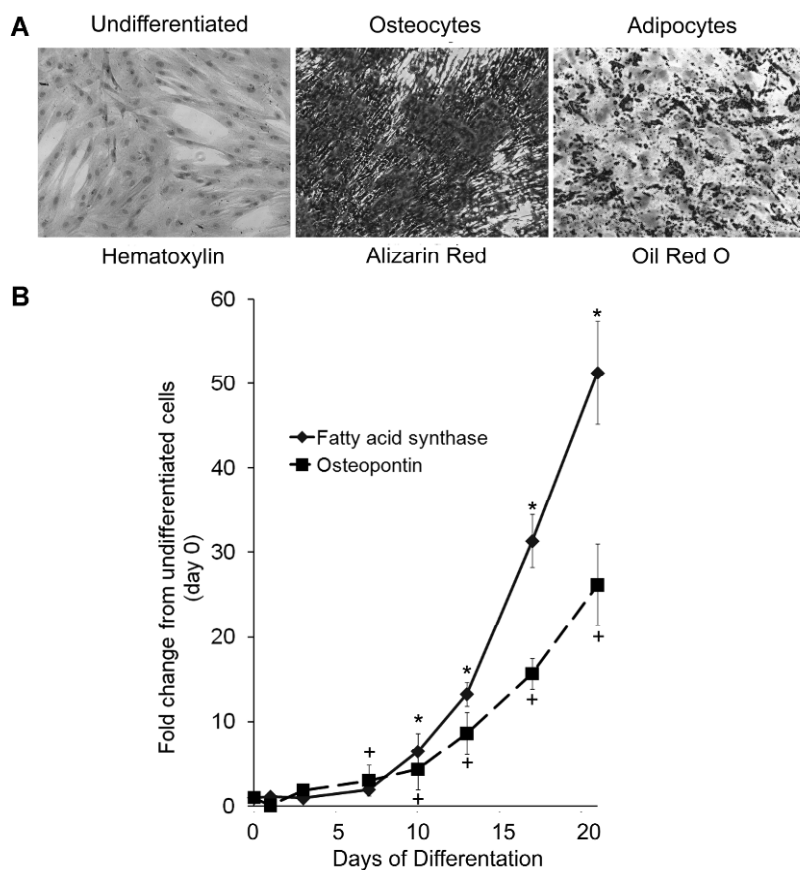 A
Undifferentiated
Osteocytes
Adipocytes
Hematoxylin
Alizarin Red
Oil Red O
B
60
50
40
30
20
10
0
Fold change from undifferentiated cells
(day 0)
Fatty acid synthase
Osteopontin
*
*
*
*
+
+
+
+
+
0
5
10
15
20
Days of Differentation